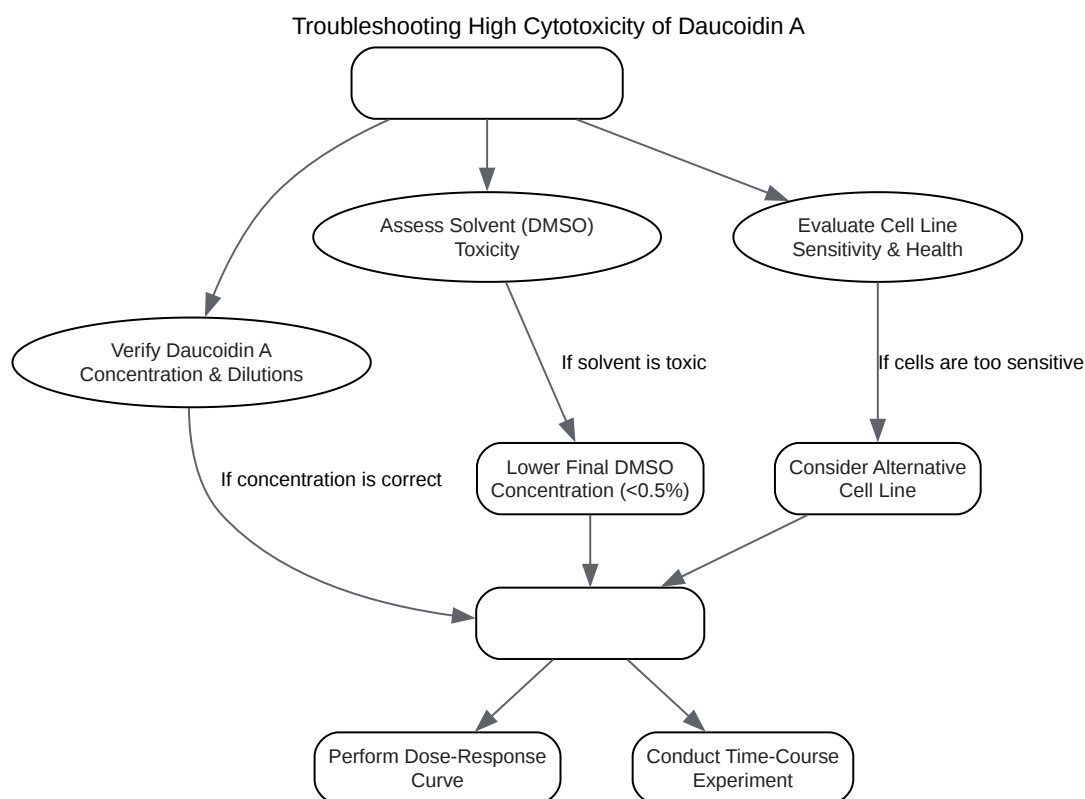 Troubleshooting High Cytotoxicity of Daucoidin A
Assess Solvent (DMSO)
Toxicity
Evaluate Cell Line
Sensitivity & Health
Verify Daucoidin A
Concentration & Dilutions
If solvent is toxic
If cells are too sensitive
If concentration is correct
Lower Final DMSO
Concentration (<0.5%)
Consider Alternative
Cell Line
Perform Dose-Response
Curve
Conduct Time-Course
Experiment